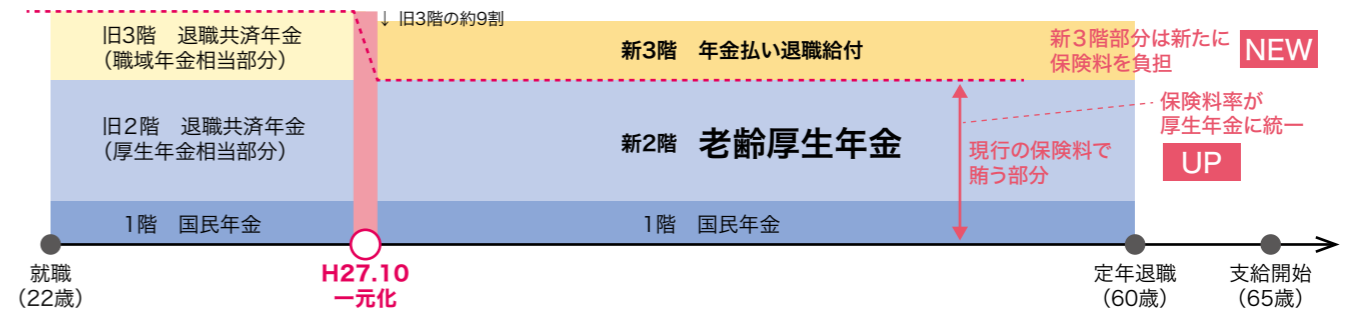 ↓ 旧3階の約9割
旧3階　退職共済年金
（職域年金相当部分）
新3階　年金払い退職給付
新３階部分は新たに
保険料を負担
NEW
旧２階　退職共済年金
（厚生年金相当部分）
新2階　老齢厚生年金
現行の保険料で
賄う部分
保険料率が
厚生年金に統一
UP
1階　国民年金
1階　国民年金
就職
（22歳）
H27.10
一元化
定年退職
（60歳）
支給開始
（65歳）